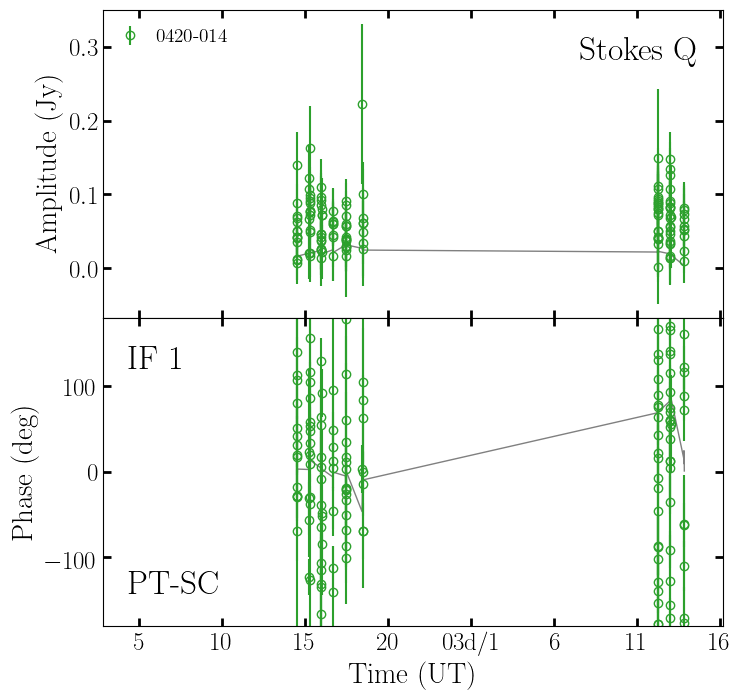 0420-014
Stokes Q
Amplitude (Jy)
0.3
0.2
0.1
0.0
IF 1
Phase (deg)
100
0
−100
PT-SC
5 10 15 20 03d/1 6 11 16
Time (UT)